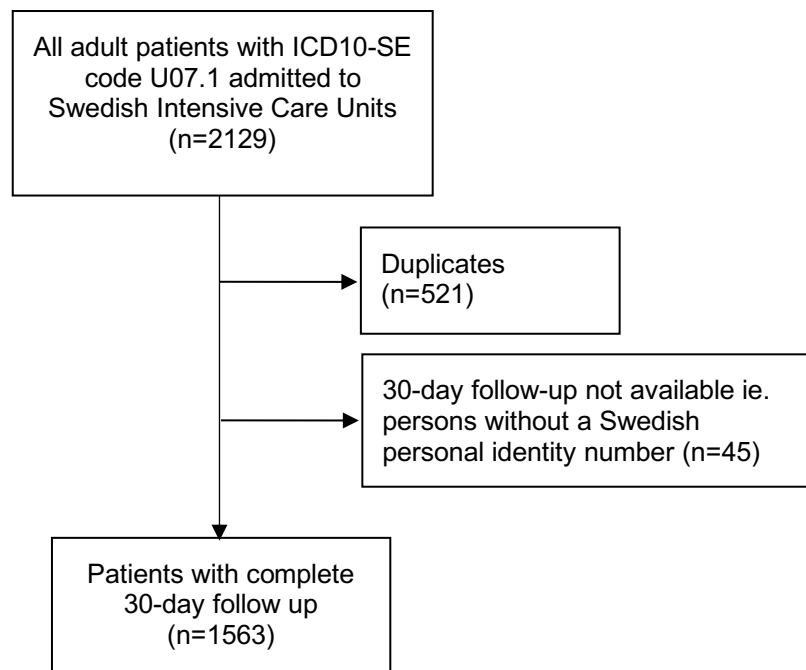 All adult patients with ICD10-SE
code U07.1 admitted to
Swedish Intensive Care Units
(n=2129)
Duplicates
(n=521)
30-day follow-up not available ie.
persons without a Swedish
personal identity number (n=45)
Patients with complete
30-day follow up
(n=1563)